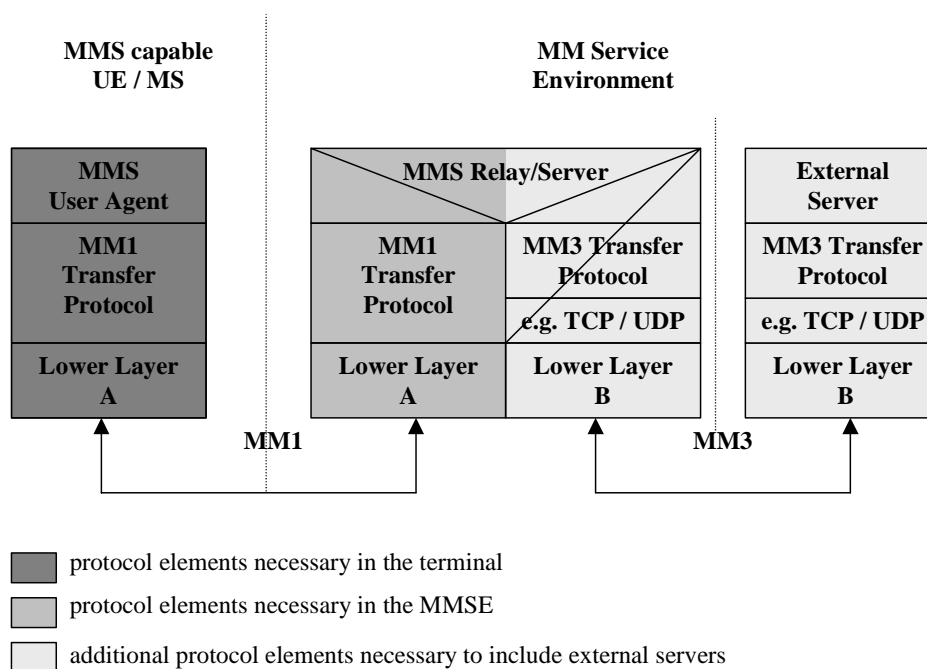 MMS capable
UE / MS
MM Service
Environment
MMS
User Agent
MM1
Transfer
Protocol
Lower Layer
A
MMS Relay/Server
MM1
Transfer
Protocol
Lower Layer
A
MM3 Transfer
Protocol
e.g. TCP / UDP
Lower Layer
B
External
Server
MM3 Transfer
Protocol
e.g. TCP / UDP
Lower Layer
B
MM1
MM3
protocol elements necessary in the terminal
protocol elements necessary in the MMSE
additional protocol elements necessary to include external servers